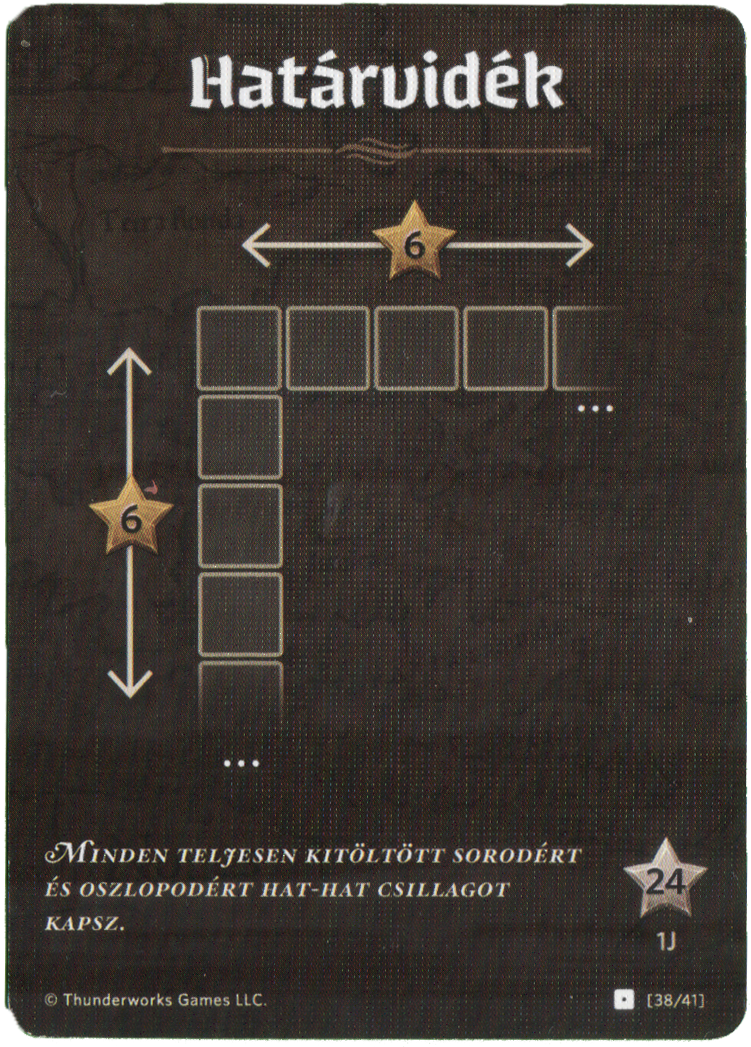 Határvidék
6
...
6
...
MINDEN TELJESEN KITÖLTÖTT SORODÉRT
ÉS OSZLOPODÉRT HAT-HAT CSILLAGOT
KAPSZ.
24
1J
© Thunderworks Games LLC.
[38/41]